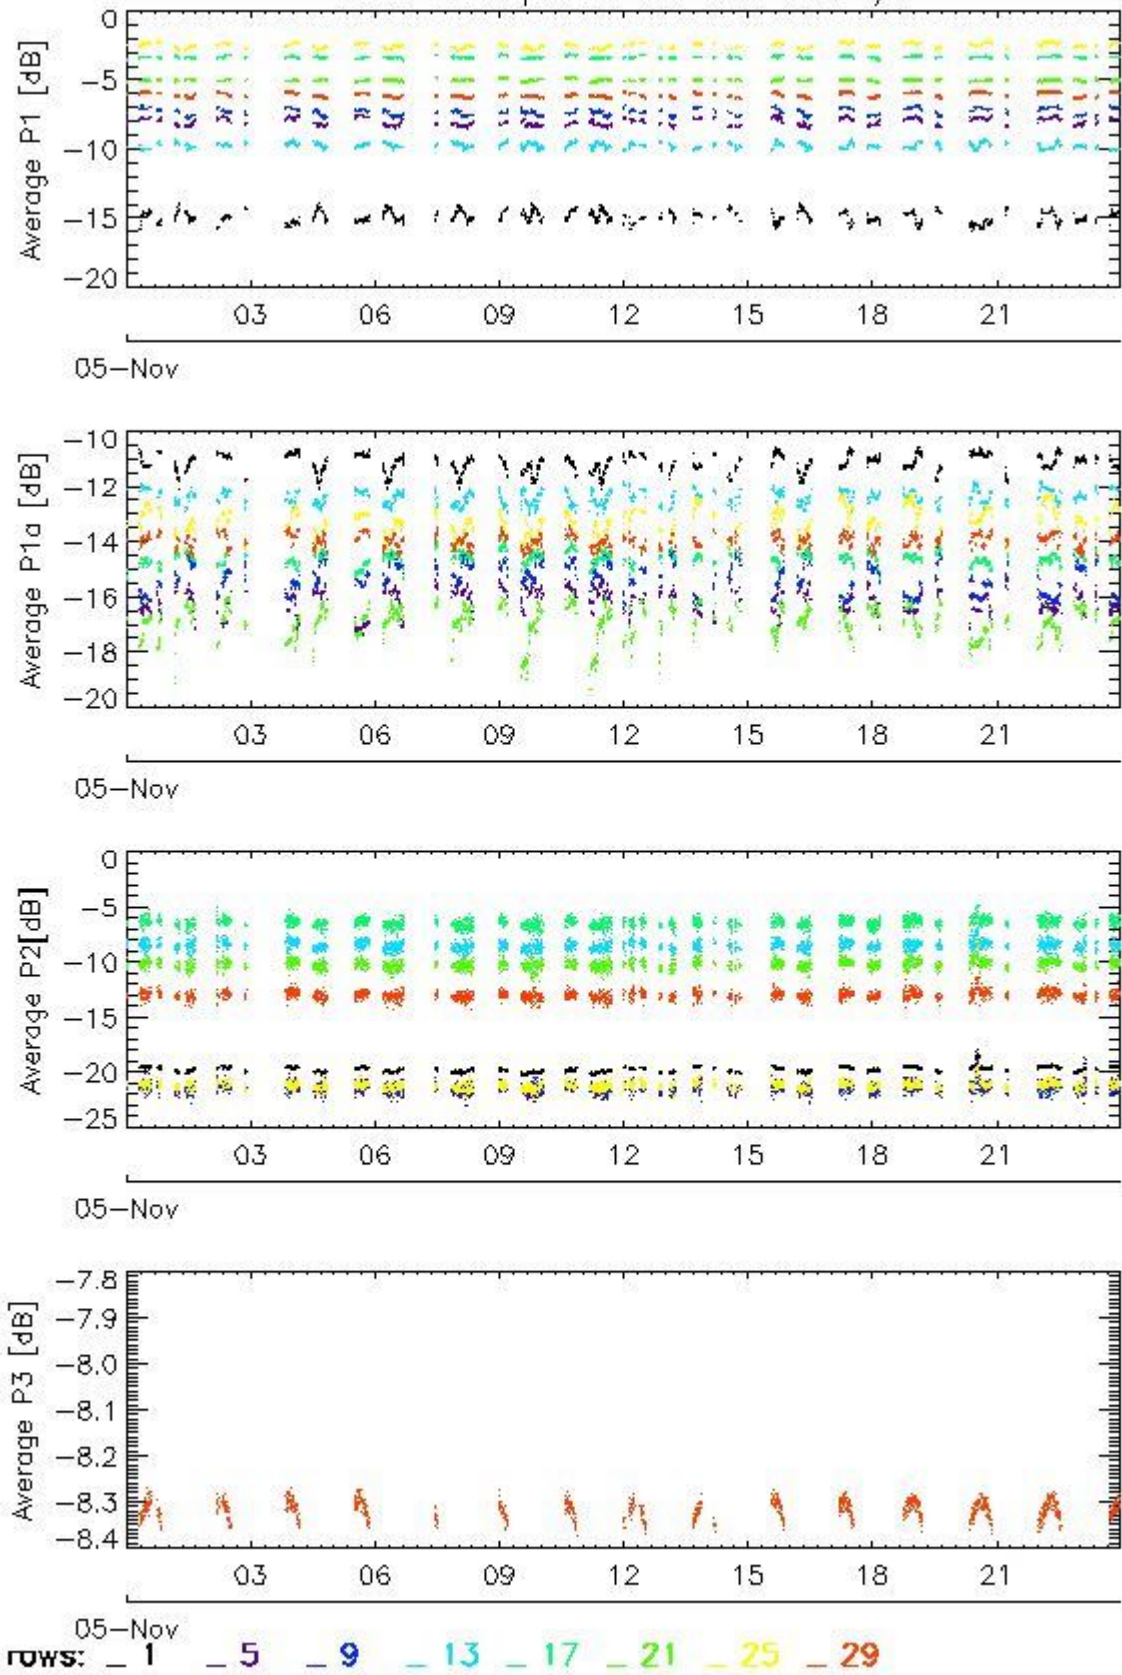 0
−5
−10
−15
−20
Average P1 [dB]
03 06 09 12 15 18 21
05−Nov
−10
−12
−14
−16
−18
−20
Average P1a [dB]
03 06 09 12 15 18 21
05−Nov
0
−5
−10
−15
−20
−25
Average P2[dB]
03 06 09 12 15 18 21
05−Nov
−7.8
−7.9
−8.0
−8.1
−8.2
−8.3
−8.4
Average P3 [dB]
03 06 09 12 15 18 21
05−Nov
rows: _ 1 _ 5 _ 9 _ 13 _ 17 _ 21 _ 25 _ 29